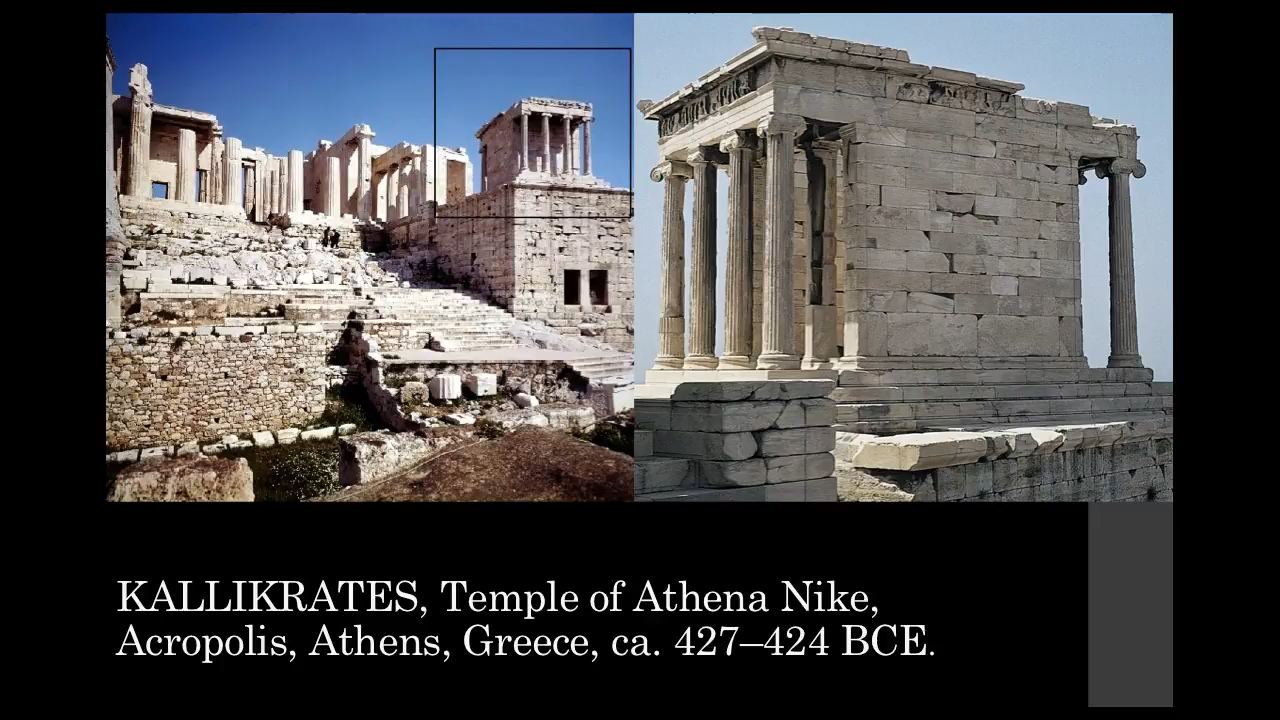 KALLIKRATES, Temple of Athena Nike,
Acropolis, Athens, Greece, ca. 427–424 BCE.